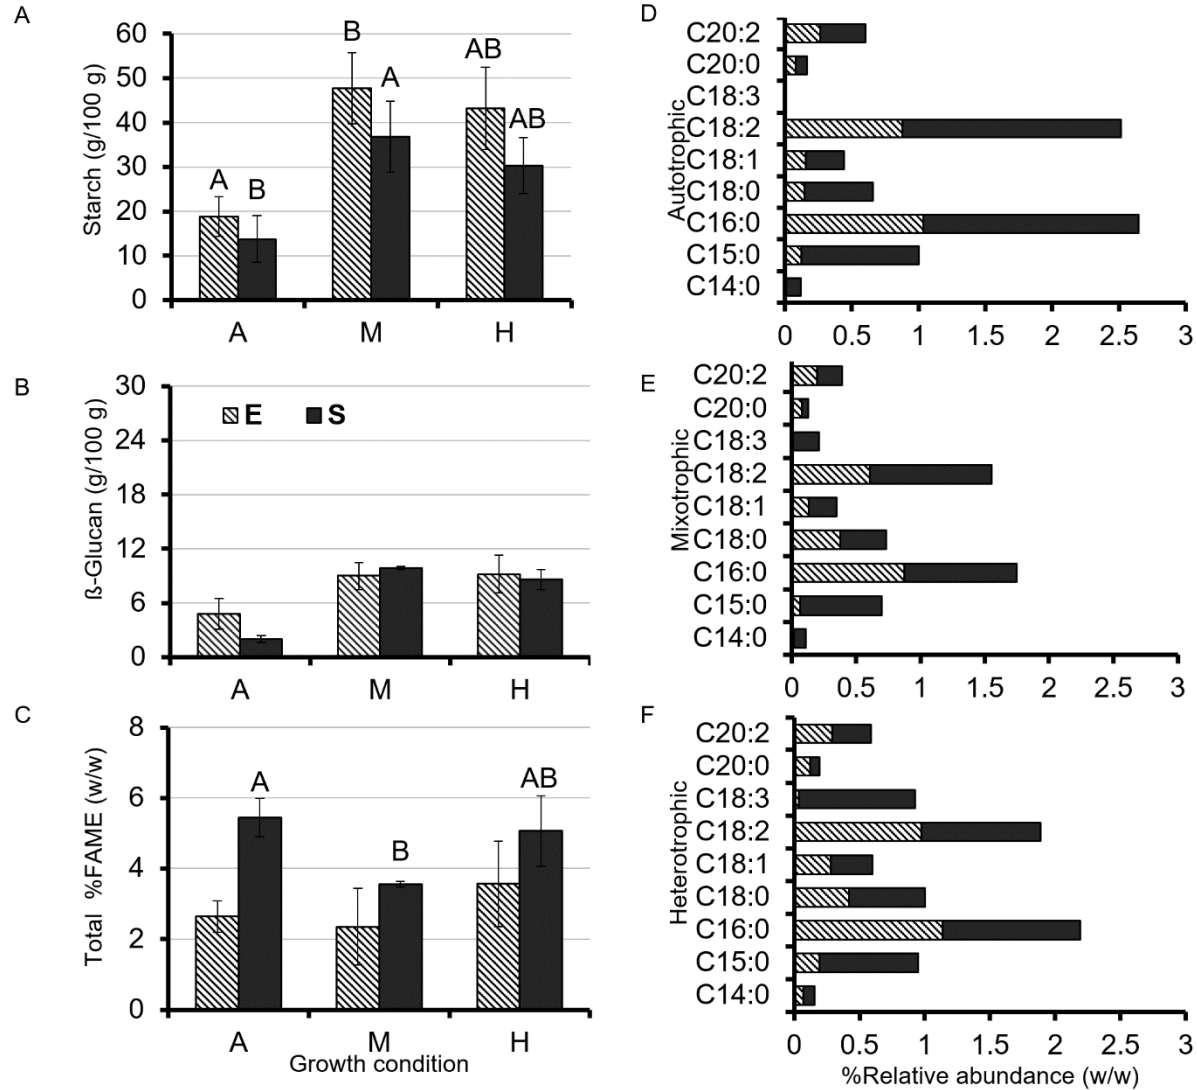 A
Starch (g/100 g)
60
50
40
30
20
10
0
A
B
B
A
AB
AB
A
M
H
B
ß-Glucan (g/100 g)
30
24
18
12
6
0
E
S
A
M
H
C
Total %FAME (w/w)
8
6
4
2
0
A
B
AB
A
M
H
Growth condition
D
Autotrophic
C20:2
C20:0
C18:3
C18:2
C18:1
C18:0
C16:0
C15:0
C14:0
0 0.5 1 1.5 2 2.5 3
E
Mixotrophic
C20:2
C20:0
C18:3
C18:2
C18:1
C18:0
C16:0
C15:0
C14:0
0 0.5 1 1.5 2 2.5 3
F
Heterotrophic
C20:2
C20:0
C18:3
C18:2
C18:1
C18:0
C16:0
C15:0
C14:0
0 0.5 1 1.5 2 2.5 3
%Relative abundance (w/w)